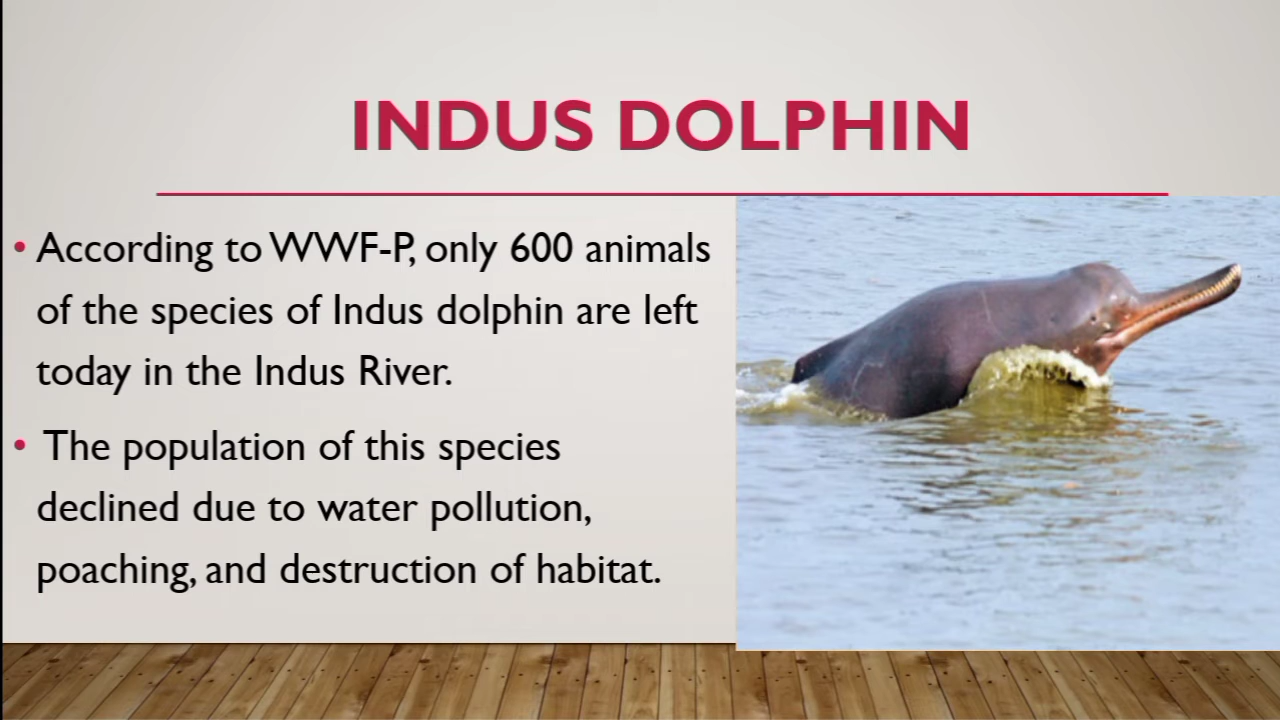 INDUS DOLPHIN
• According to WWF-P, only 600 animals
of the species of Indus dolphin are left
today in the Indus River.
• The population of this species
declined due to water pollution,
poaching, and destruction of habitat.